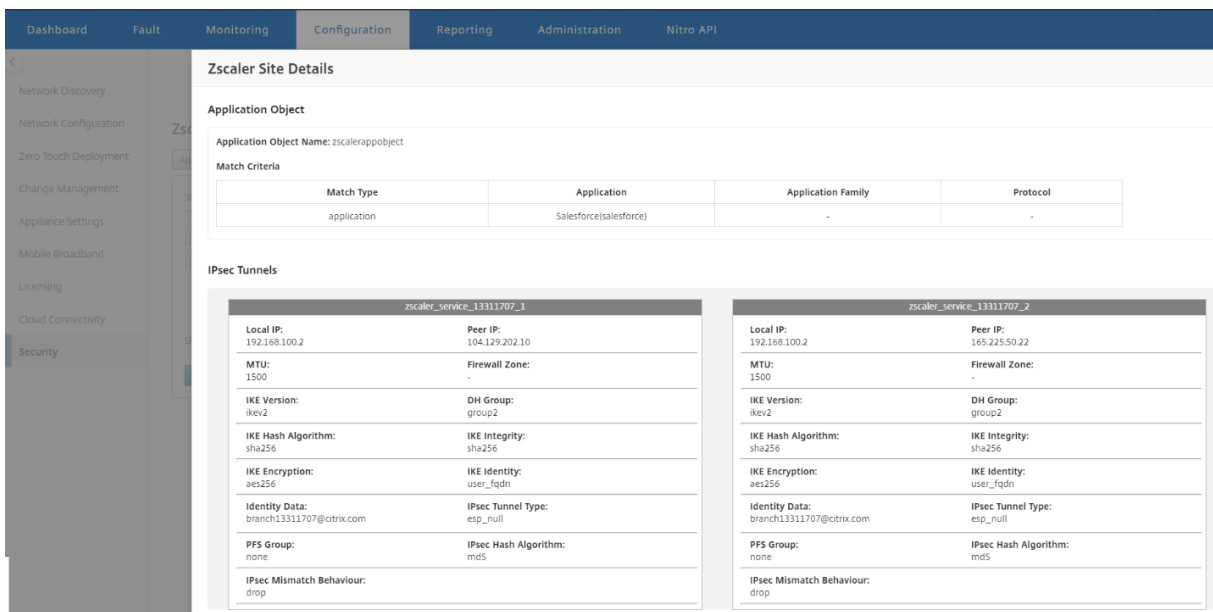 Dashboard Fault Monitoring Configuration Reporting Administration Nitro API
Zscaler Site Details
Network Discovery
Application Object
Network Configuration
Application Object Name: zscalerappobject
Zero Touch Deployment
Match Criteria
Change Management
Match Type Application Application Family Protocol
application Salesforce(salesforce) - -
Appliance Settings
Mobile Broadband
IPsec Tunnels
Licensing
Cloud Connectivity
Security
zscaler_service_13311707_1
Local IP: Peer IP:
192.168.100.2 104.129.202.10
MTU: Firewall Zone:
1500 -
IKE Version: DH Group:
ikev2 group2
IKE Hash Algorithm: IKE Integrity:
sha256 sha256
IKE Encryption: IKE Identity:
aes256 user_fqdn
Identity Data: IPsec Tunnel Type:
branch13311707@citrix.com esp_null
PFS Group: IPsec Hash Algorithm:
none md5
IPsec Mismatch Behaviour:
drop
zscaler_service_13311707_2
Local IP: Peer IP:
192.168.100.2 165.225.50.22
MTU: Firewall Zone:
1500 -
IKE Version: DH Group:
ikev2 group2
IKE Hash Algorithm: IKE Integrity:
sha256 sha256
IKE Encryption: IKE Identity:
aes256 user_fqdn
Identity Data: IPsec Tunnel Type:
branch13311707@citrix.com esp_null
PFS Group: IPsec Hash Algorithm:
none md5
IPsec Mismatch Behaviour:
drop